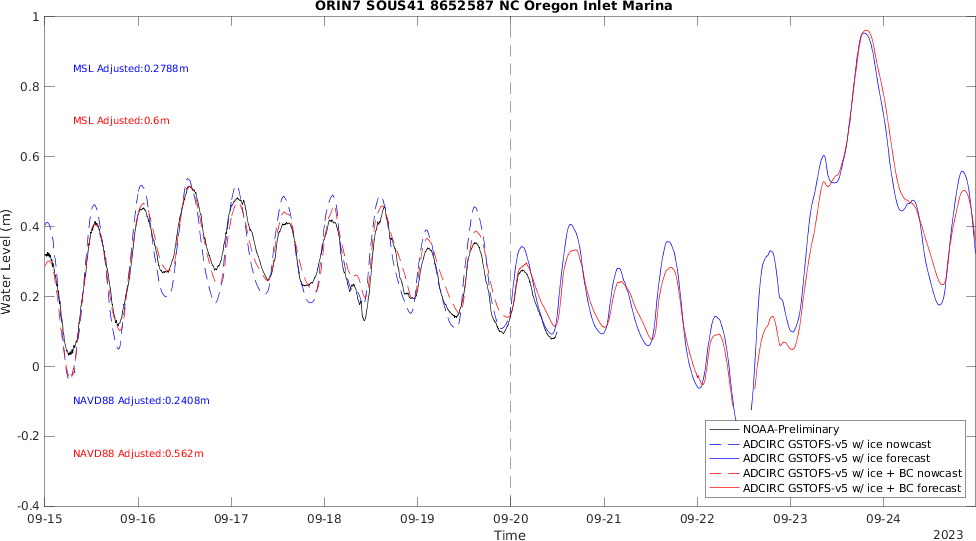 ORIN7 SOUS41 8652587 NC Oregon Inlet Marina
1
0.8
0.6
0.4
0.2
0
-0.2
-0.4
Water Level (m)
MSL Adjusted:0.2788m
MSL Adjusted:0.6m
NAVD88 Adjusted:0.2408m
NAVD88 Adjusted:0.562m
NOAA-Preliminary
ADCIRC GSTOFS-v5 w/ ice nowcast
ADCIRC GSTOFS-v5 w/ ice forecast
ADCIRC GSTOFS-v5 w/ ice + BC nowcast
ADCIRC GSTOFS-v5 w/ ice + BC forecast
09-15 09-16 09-17 09-18 09-19 09-20 09-21 09-22 09-23 09-24
Time
2023